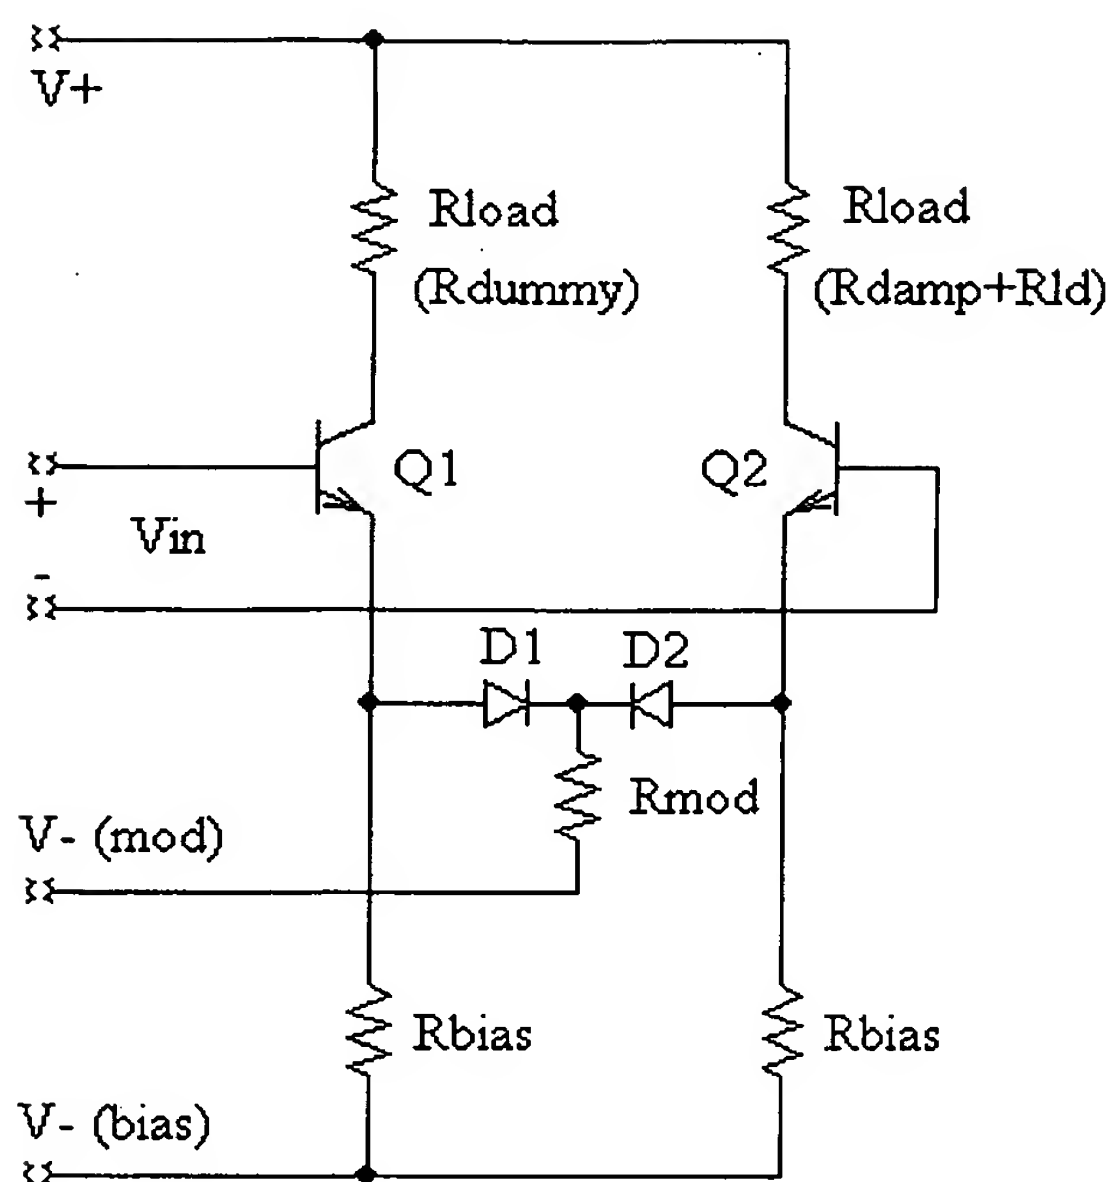 V+
Rload
(Rdummy)
Rload
(Rdamp+Rld)
Q1
Q2
+
Vin
-
D1
D2
Rmod
V- (mod)
Rbias
Rbias
V- (bias)